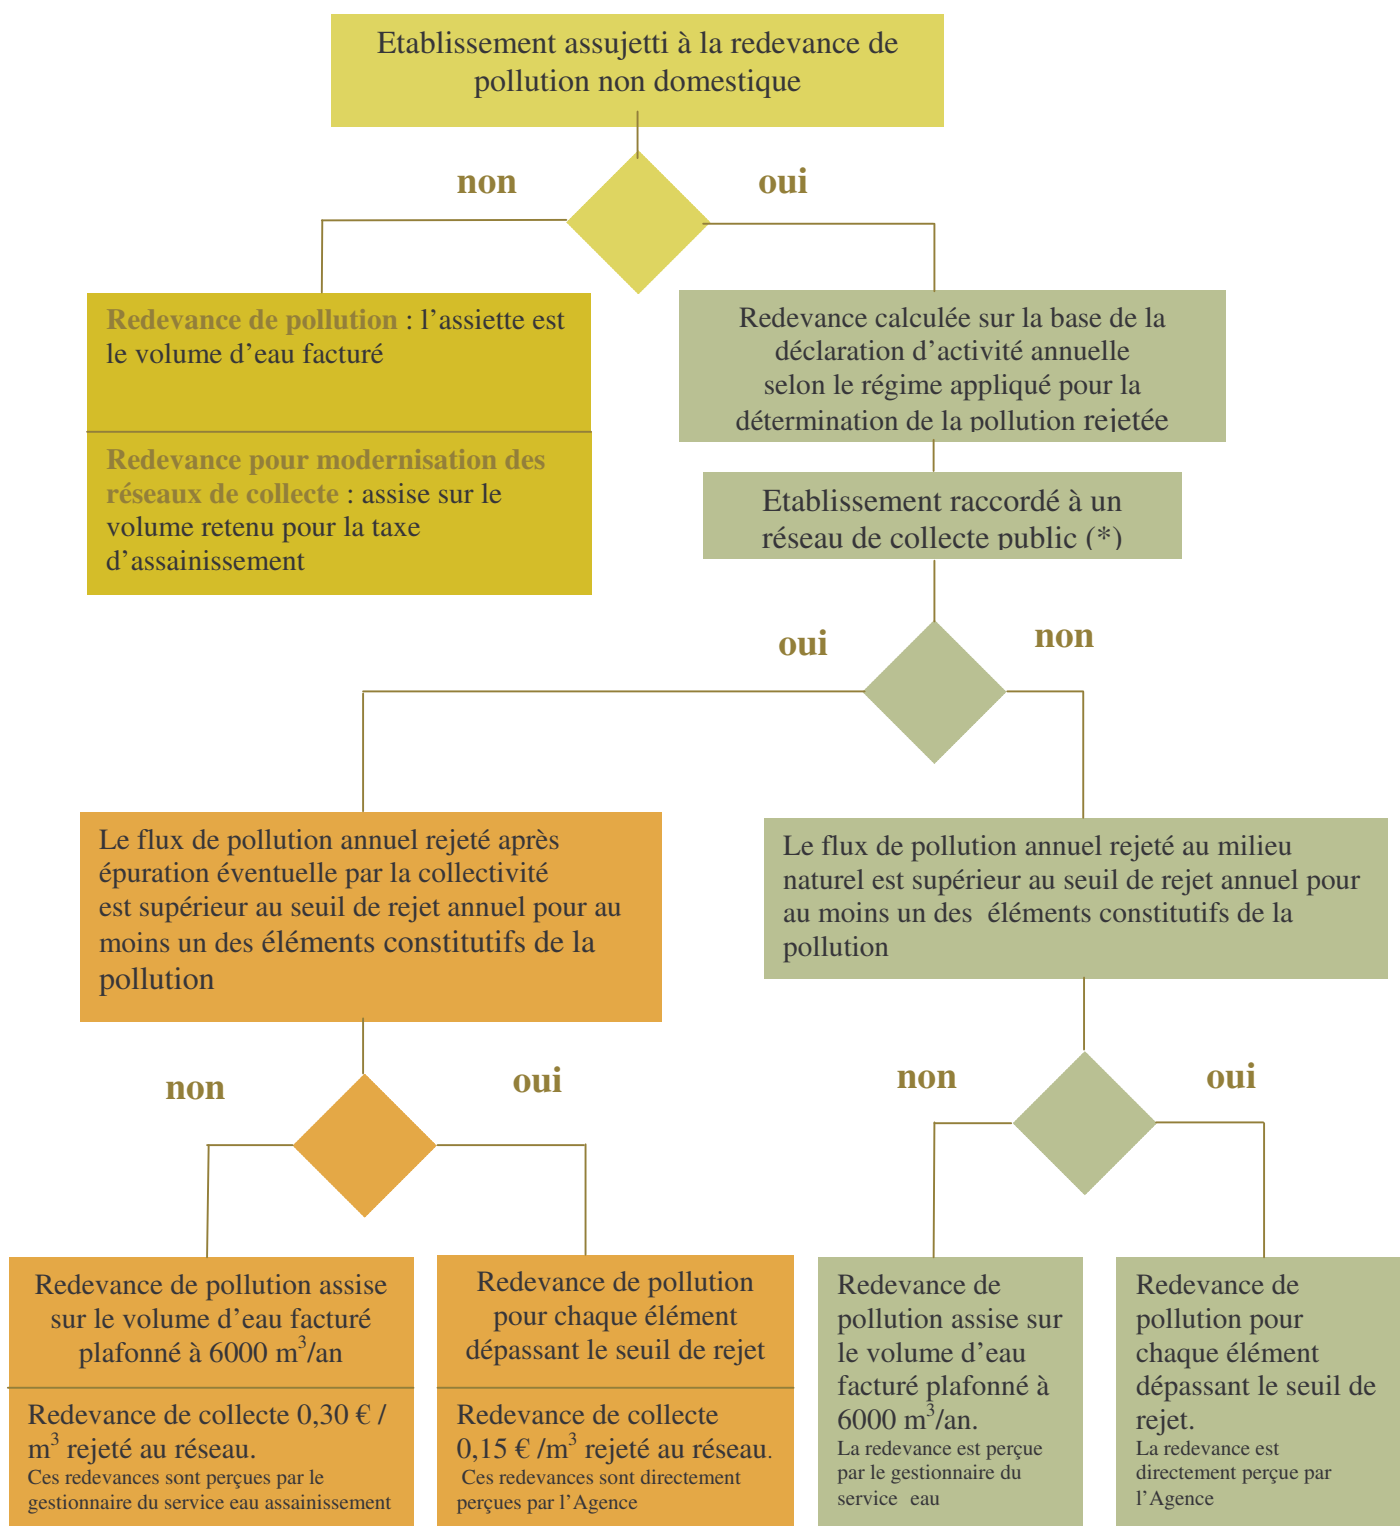 Etablissement assujetti à la redevance de
pollution non domestique
non
oui
Redevance de pollution : l’assiette est
le volume d’eau facturé
Redevance pour modernisation des
réseaux de collecte : assise sur le
volume retenu pour la taxe
d’assainissement
Redevance calculée sur la base de la
déclaration d’activité annuelle
selon le régime appliqué pour la
détermination de la pollution rejetée
Etablissement raccordé à un
réseau de collecte public (*)
oui
non
Le flux de pollution annuel rejeté après
épuration éventuelle par la collectivité
est supérieur au seuil de rejet annuel pour au
moins un des éléments constitutifs de la
pollution
Le flux de pollution annuel rejeté au milieu
naturel est supérieur au seuil de rejet annuel pour
au moins un des éléments constitutifs de la
pollution
non
oui
non
oui
Redevance de pollution assise
sur le volume d’eau facturé
plafonné à 6000 m³/an
Redevance de collecte 0,30 € /
m³ rejeté au réseau.
Ces redevances sont perçues par le
gestionnaire du service eau assainissement
Redevance de pollution
pour chaque élément
dépassant le seuil de rejet
Redevance de collecte
0,15 € /m³ rejeté au réseau.
Ces redevances sont directement
perçues par l’Agence
Redevance de
pollution assise sur
le volume d’eau
facturé plafonné à
6000 m³/an.
La redevance est perçue
par le gestionnaire du
service eau
Redevance de
pollution pour
chaque élément
dépassant le seuil de
rejet.
La redevance est
directement perçue par
l’Agence